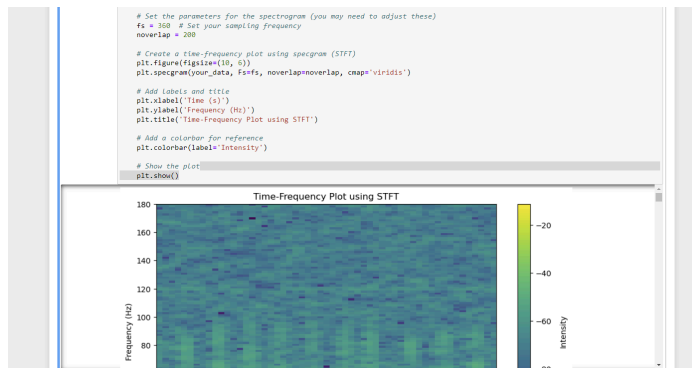 # Set the parameters for the spectrogram (you may need to adjust these)
fs = 360  # Set your sampling frequency
noverlap = 200
# Create a time-frequency plot using specgram (STFT)
plt.figure(figsize=(10, 6))
plt.specgram(your_data, Fs=fs, noverlap=noverlap, cmap='viridis')
# Add labels and title
plt.xlabel('Time (s)')
plt.ylabel('Frequency (Hz)')
plt.title('Time-Frequency Plot using STFT')
# Add a colorbar for reference
plt.colorbar(label='Intensity')
# Show the plot
plt.show()
Time-Frequency Plot using STFT
180
160
140
120
100
80
Frequency (Hz)
−20
−40
−60
Intensity